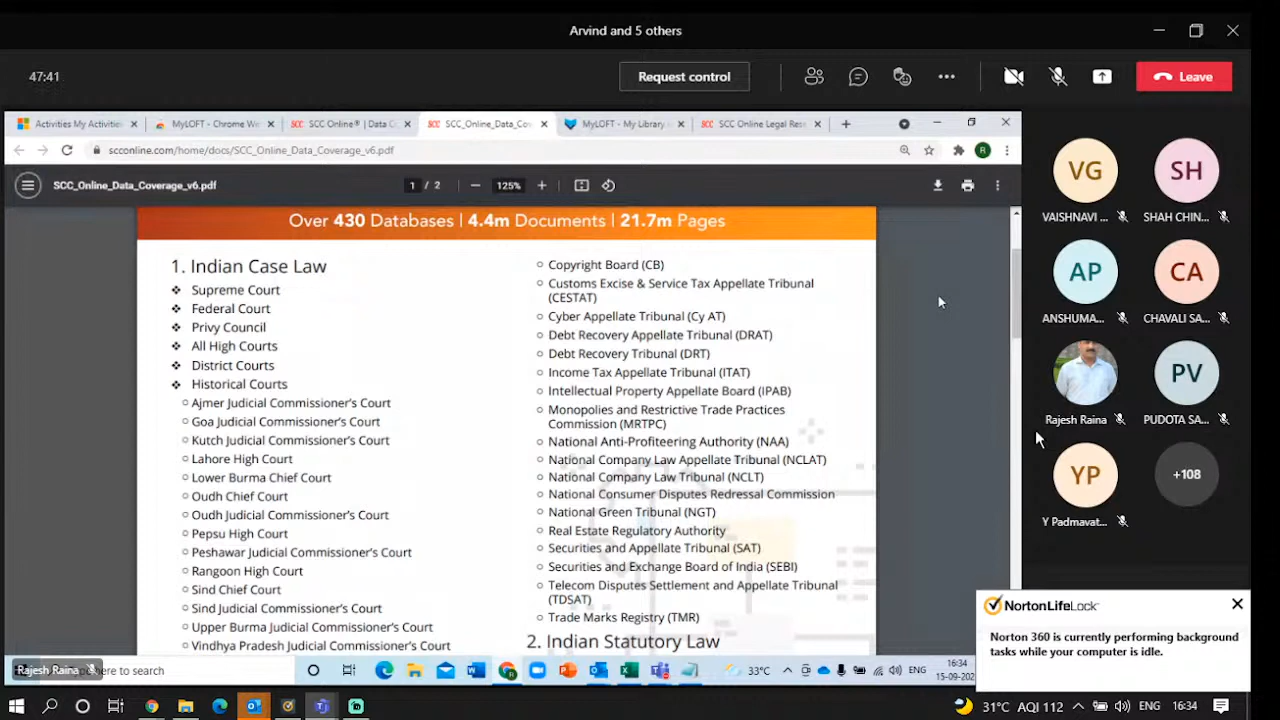 Arvind and 5 others
47:41
Request control
Leave
Activities My Activities
MyLOFT - Chrome We
SCC Online® | Data C
SCC_Online_Data_Cov
MyLOFT - My Library
SCC Online Legal Res
scconline.com/home/docs/SCC_Online_Data_Coverage_v6.pdf
R
SCC_Online_Data_Coverage_v6.pdf
1 / 2
125%
Over 430 Databases | 4.4m Documents | 21.7m Pages
1. Indian Case Law
Supreme Court
Federal Court
Privy Council
All High Courts
District Courts
Historical Courts
Ajmer Judicial Commissioner's Court
Goa Judicial Commissioner's Court
Kutch Judicial Commissioner's Court
Lahore High Court
Lower Burma Chief Court
Oudh Chief Court
Oudh Judicial Commissioner's Court
Pepsu High Court
Peshawar Judicial Commissioner's Court
Rangoon High Court
Sind Chief Court
Sind Judicial Commissioner's Court
Upper Burma Judicial Commissioner's Court
Vindhya Pradesh Judicial Commissioner's Court
Copyright Board (CB)
Customs Excise & Service Tax Appellate Tribunal
(CESTAT)
Cyber Appellate Tribunal (Cy AT)
Debt Recovery Appellate Tribunal (DRAT)
Debt Recovery Tribunal (DRT)
Income Tax Appellate Tribunal (ITAT)
Intellectual Property Appellate Board (IPAB)
Monopolies and Restrictive Trade Practices
Commission (MRTPC)
National Anti-Profiteering Authority (NAA)
National Company Law Appellate Tribunal (NCLAT)
National Company Law Tribunal (NCLT)
National Consumer Disputes Redressal Commission
National Green Tribunal (NGT)
Real Estate Regulatory Authority
Securities and Appellate Tribunal (SAT)
Securities and Exchange Board of India (SEBI)
Telecom Disputes Settlement and Appellate Tribunal
(TDSAT)
Trade Marks Registry (TMR)
2. Indian Statutory Law
VG
VAISHNAVI ...
SH
SHAH CHIN...
AP
ANSHUMA...
CA
CHAVALI SA...
Rajesh Raina
PV
PUDOTA SA...
YP
Y Padmavat...
+108
NortonLifeLock
Norton 360 is currently performing background
tasks while your computer is idle.
Rajesh Raina
here to search
33°C
ENG
16:34
15-09-202
31°C AQI 112
ENG
16:34